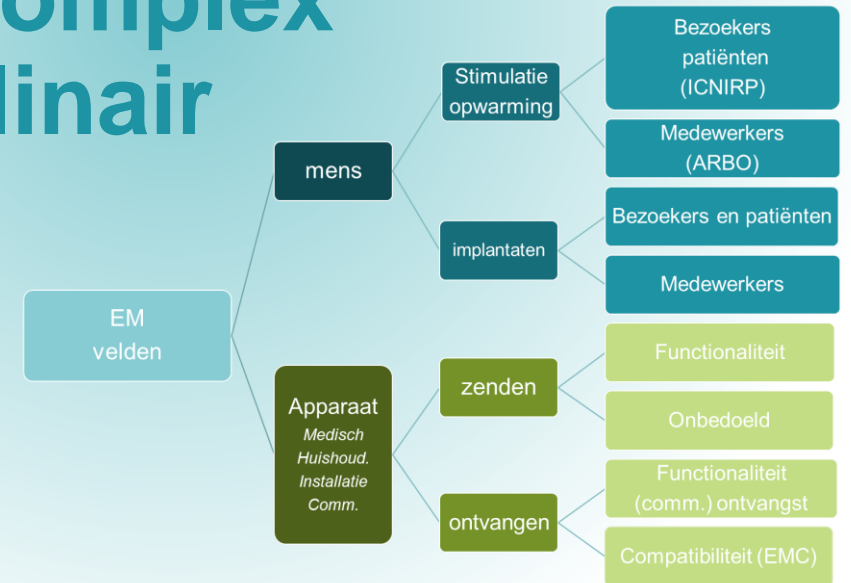 omplex
linair
EM
velden
mens
Apparaat
Medisch
Huishoud.
Installatie
Comm.
Stimulatie
opwarming
implantaten
zenden
ontvangen
Bezoekers
patiënten
(ICNIRP)
Medewerkers
(ARBO)
Bezoekers en patiënten
Medewerkers
Functionaliteit
Onbedoeld
Functionaliteit
(comm.) ontvangst
Compatibiliteit (EMC)